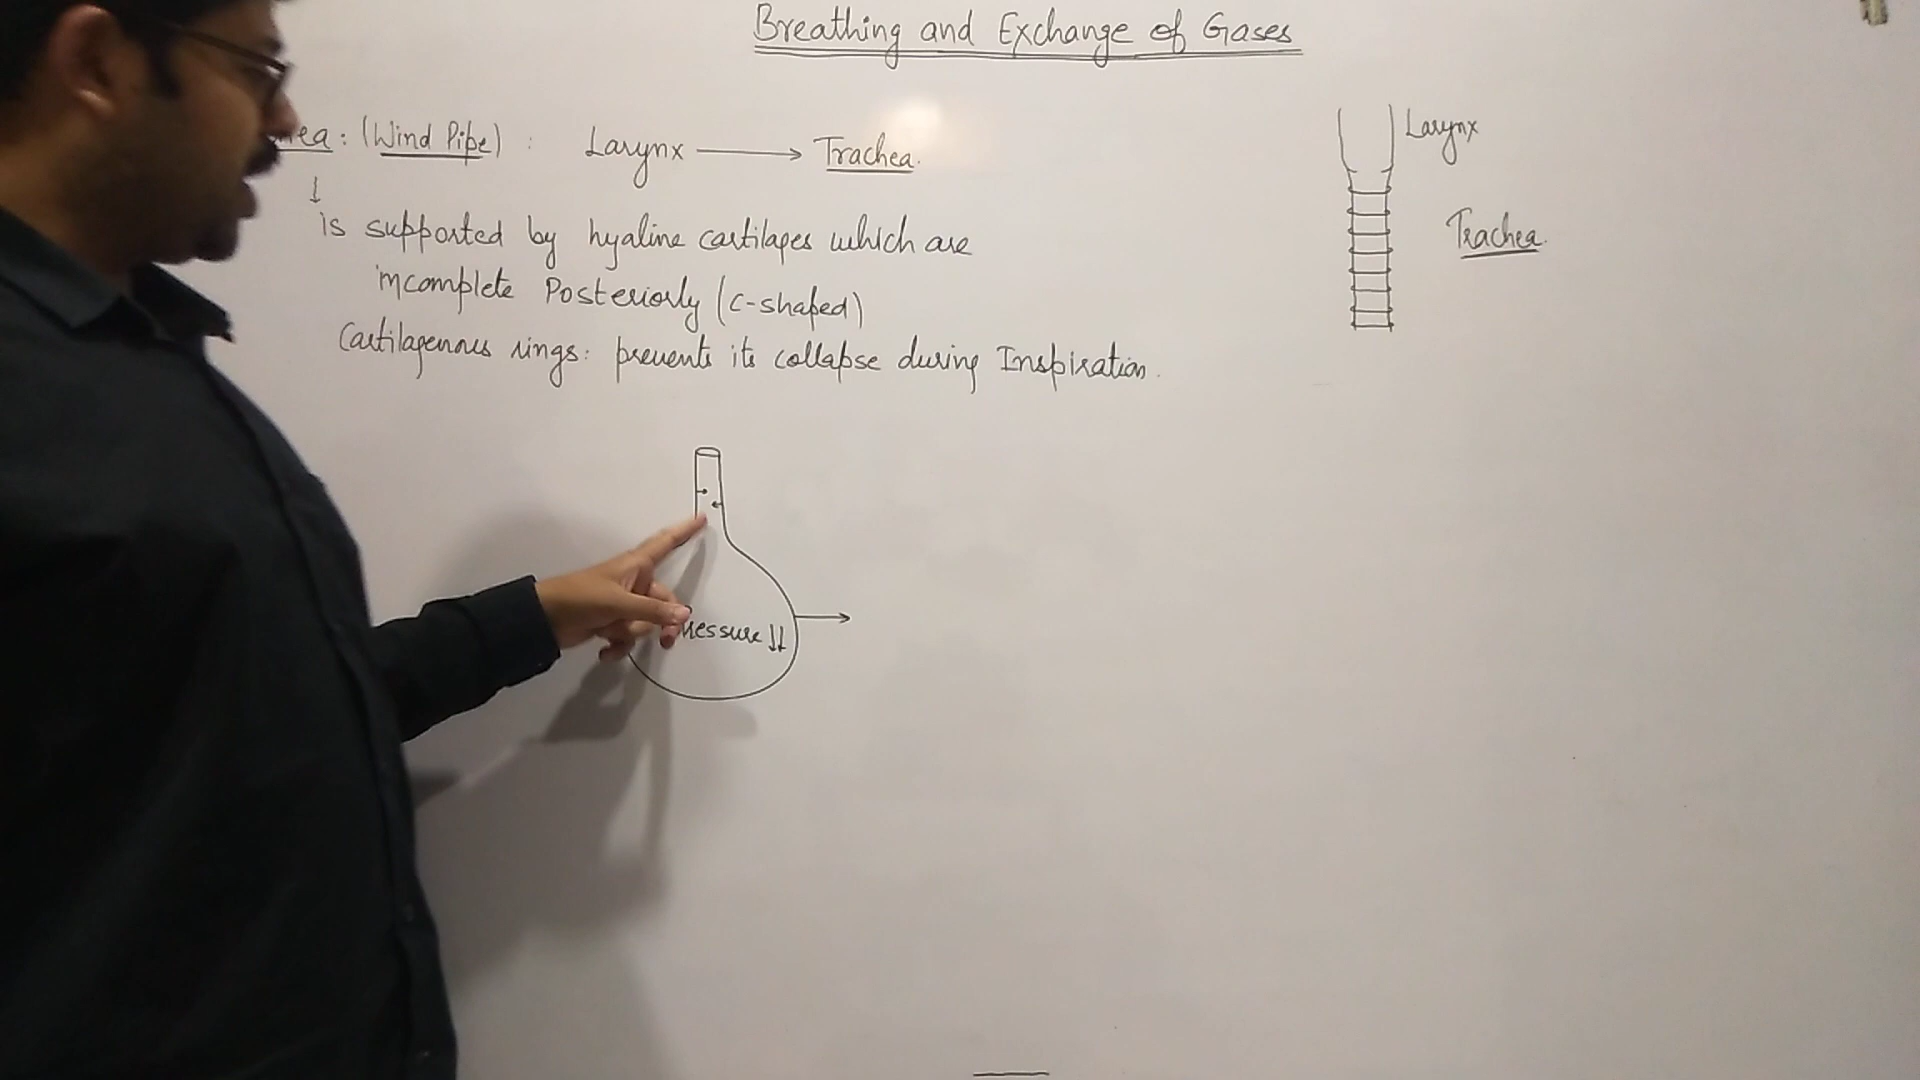 Breathing and Exchange of Gases
(Wind Pipe) : Larynx → Trachea.
↓
is supported by hyaline cartilages which are
incomplete Posteriorly (C-shaped)
Cartilagenous rings: prevents its collapse during Inspiration.
Larynx
Trachea.
Pressure ↓↓